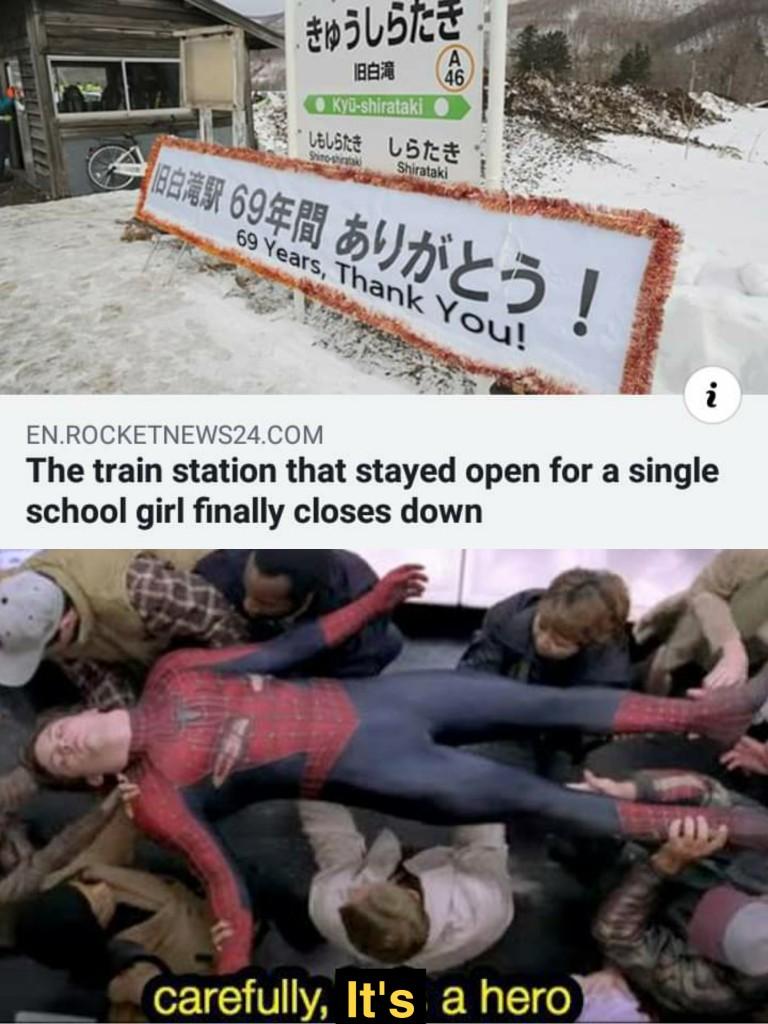 きゅうしらたき
旧白滝
A
46
Kyū-shirataki
しもしらたき
Shimo-shirataki
しらたき
Shirataki
旧白滝駅 69年間 ありがとう！
69 Years, Thank You!
i
EN.ROCKETNEWS24.COM
The train station that stayed open for a single
school girl finally closes down
carefully, It's a hero